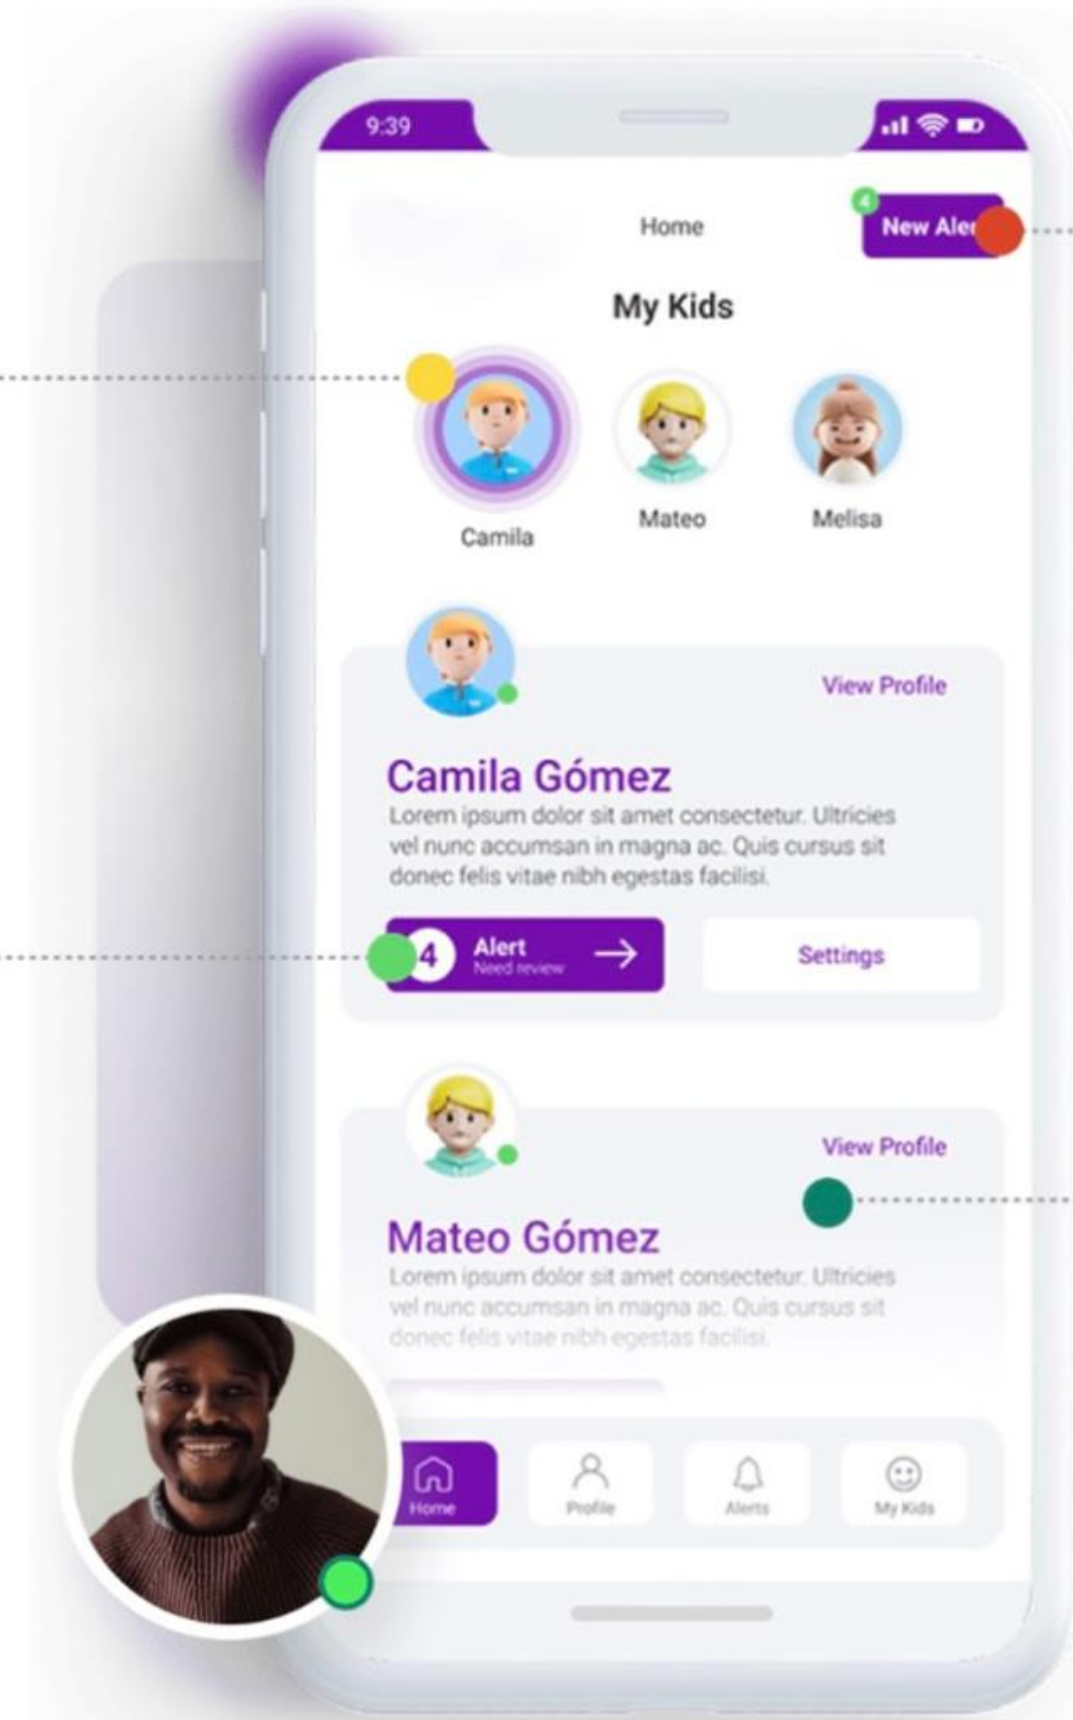 9:39
Home
4
New Aler
My Kids
Camila
Mateo
Melisa
View Profile
Camila Gómez
Lorem ipsum dolor sit amet consectetur. Ultricies
vel nunc accumsan in magna ac. Quis cursus sit
donec felis vitae nibh egestas facilisi.
4
Alert
Need review
Settings
View Profile
Mateo Gómez
Lorem ipsum dolor sit amet consectetur. Ultricies
vel nunc accumsan in magna ac. Quis cursus sit
donec felis vitae nibh egestas facilisi.
Home
Profile
Alerts
My Kids